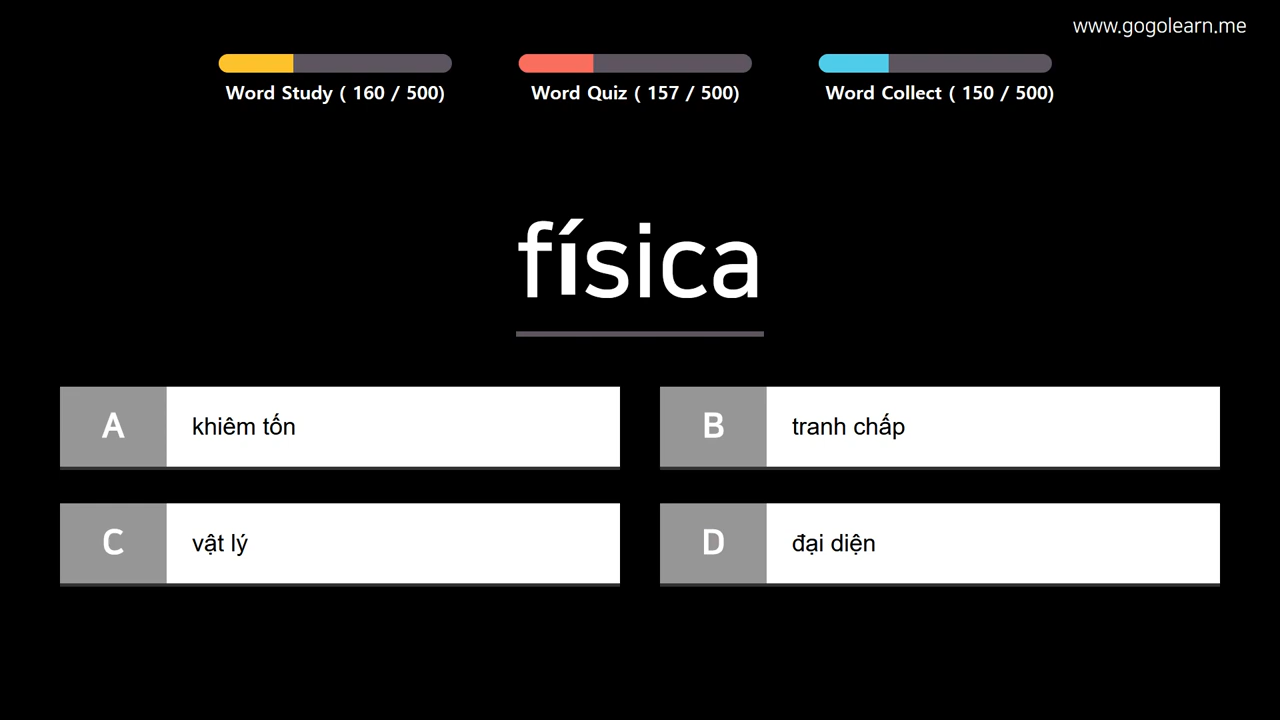 www.gogolearn.me
Word Study ( 160 / 500)
Word Quiz ( 157 / 500)
Word Collect ( 150 / 500)
física
A khiêm tốn
B tranh chấp
C vật lý
D đại diện